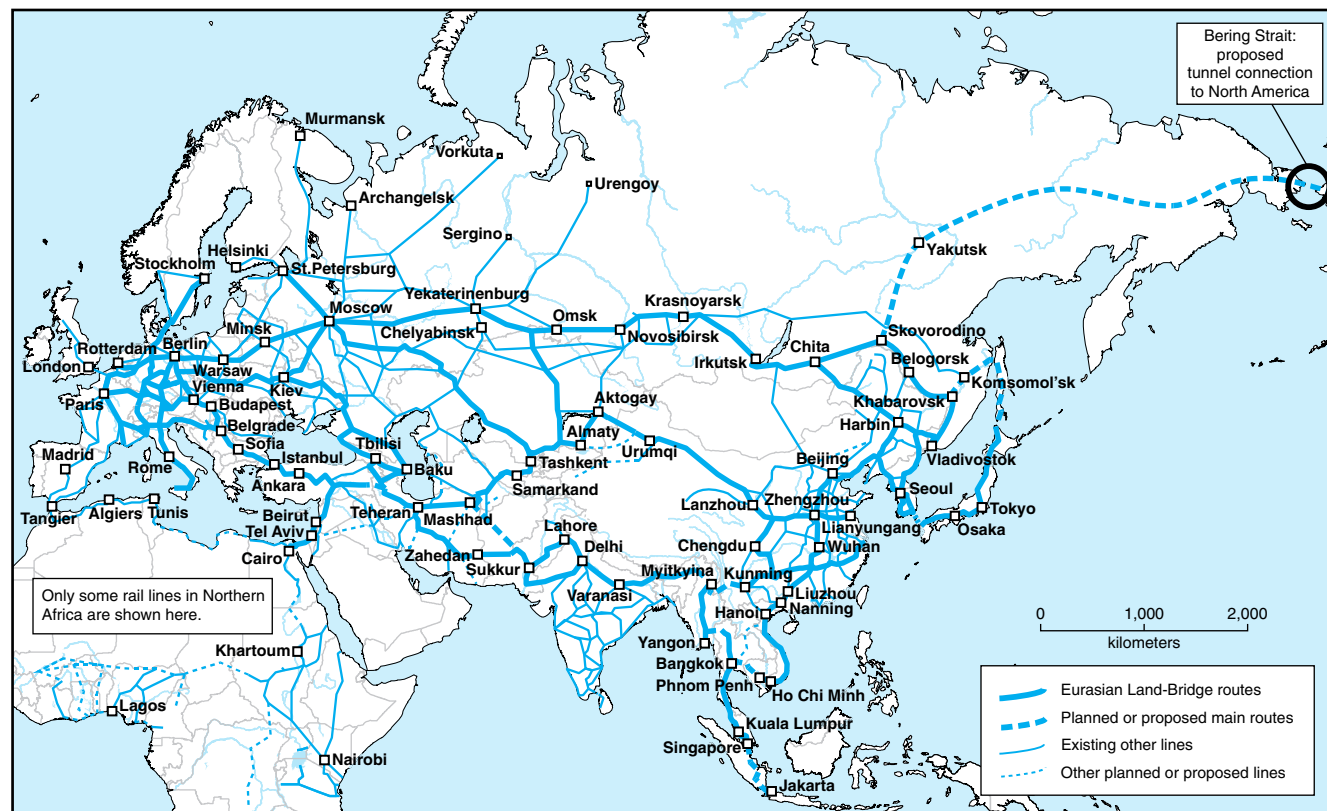 Bering Strait:
proposed
tunnel connection
to North America
Murmansk
Vorkuta
Urengoy
Archangelsk
Sergino
Yakutsk
Helsinki
Stockholm
St.Petersburg
Yekaterinenburg
Krasnoyarsk
Moscow
Omsk
Skovorodino
Minsk
Chelyabinsk
Novosibirsk
Berlin
Rotterdam
Chita
Belogorsk
London
Warsaw
Irkutsk
Komsomol'sk
Vienna
Kiev
Aktogay
Khabarovsk
Paris
Budapest
Harbin
Belgrade
Almaty
Sofia
Tbilisi
Urumqi
Madrid
Istanbul
Vladivostok
Rome
Baku
Tashkent
Beijing
Ankara
Samarkand
Seoul
Lanzhou
Zhengzhou
Tangier
Algiers
Tunis
Beirut
Teheran
Mashhad
Tokyo
Tel Aviv
Lahore
Lianyungang
Osaka
Cairo
Zahedan
Delhi
Chengdu
Wuhan
Sukkur
Myitkyina
Kunming
Varanasi
Liuzhou
Nanning
Hanoi
Only some rail lines in Northern
Africa are shown here.
0
1,000
2,000
kilometers
Khartoum
Yangon
Bangkok
Phnom Penh
Ho Chi Minh
Lagos
Kuala Lumpur
Singapore
Nairobi
Jakarta
Eurasian Land-Bridge routes
Planned or proposed main routes
Existing other lines
Other planned or proposed lines